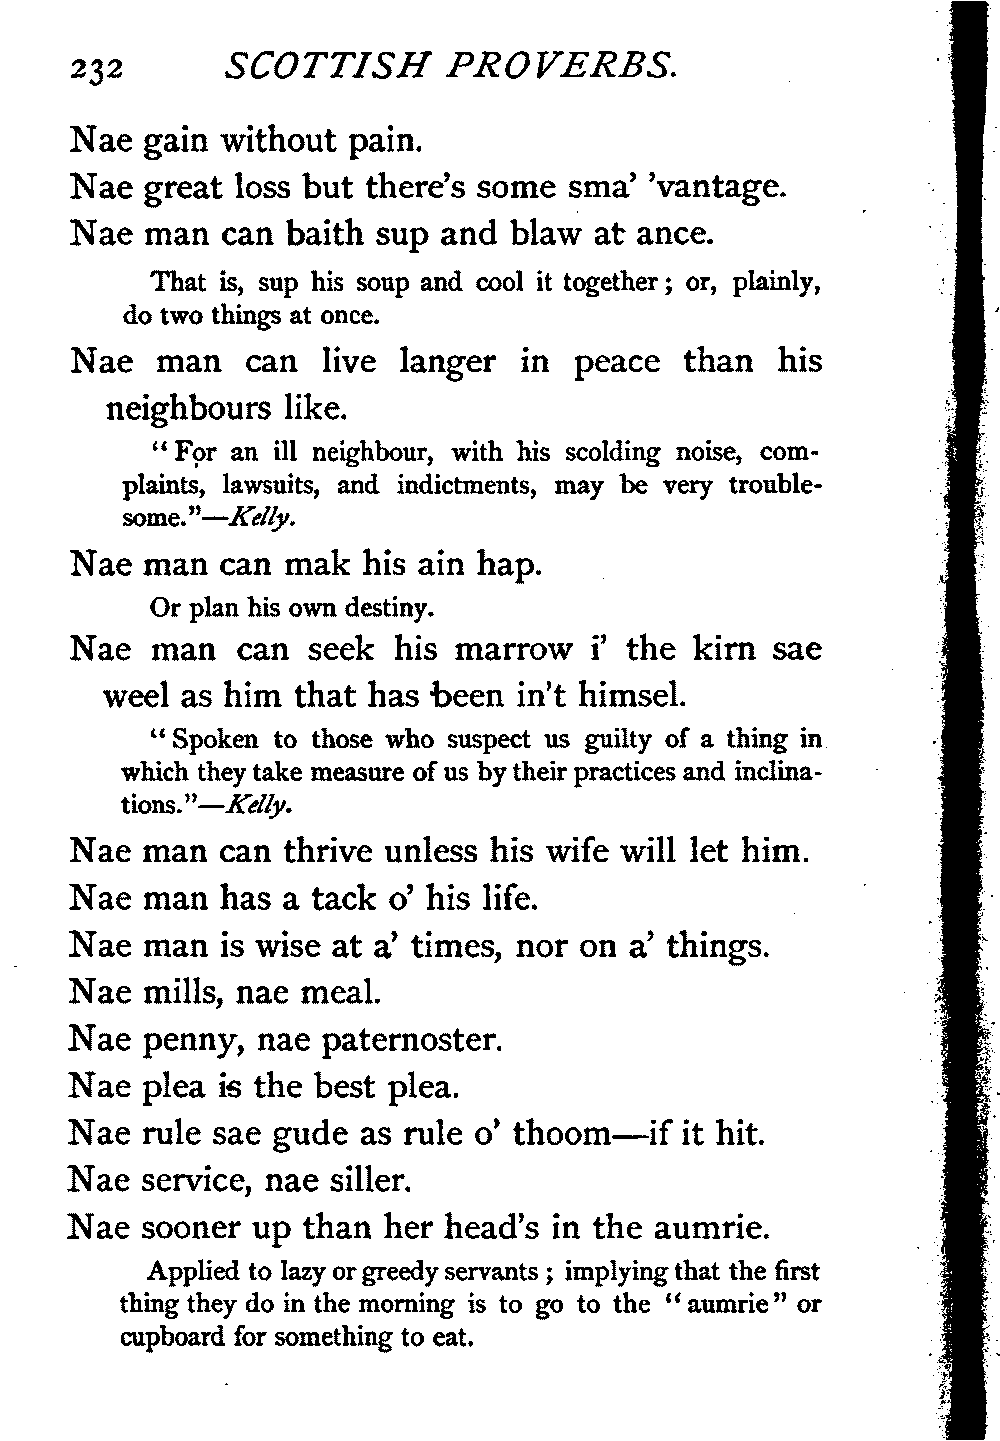 232 SCOTTISH PROVERBS.
Nae gain without pain.
Nae great loss but there's some sma' 'vantage.
Nae man can baith sup and blaw at ance.
That is, sup his soup and cool it together; or, plainly,
do two things at once.
Nae man can live langer in peace than his
neighbours like.
"For an ill neighbour, with his scolding noise, com-
plaints, lawsuits, and indictments, may be very trouble-
some."—Kelly.
Nae man can mak his ain hap.
Or plan his own destiny.
Nae man can seek his marrow i' the kirn sae
weel as him that has been in't himsel.
"Spoken to those who suspect us guilty of a thing in
which they take measure of us by their practices and inclina-
tions."—Kelly.
Nae man can thrive unless his wife will let him.
Nae man has a tack o' his life.
Nae man is wise at a' times, nor on a' things.
Nae mills, nae meal.
Nae penny, nae paternoster.
Nae plea is the best plea.
Nae rule sae gude as rule o' thoom—if it hit.
Nae service, nae siller.
Nae sooner up than her head's in the aumrie.
Applied to lazy or greedy servants; implying that the first
thing they do in the morning is to go to the "aumrie" or
cupboard for something to eat.